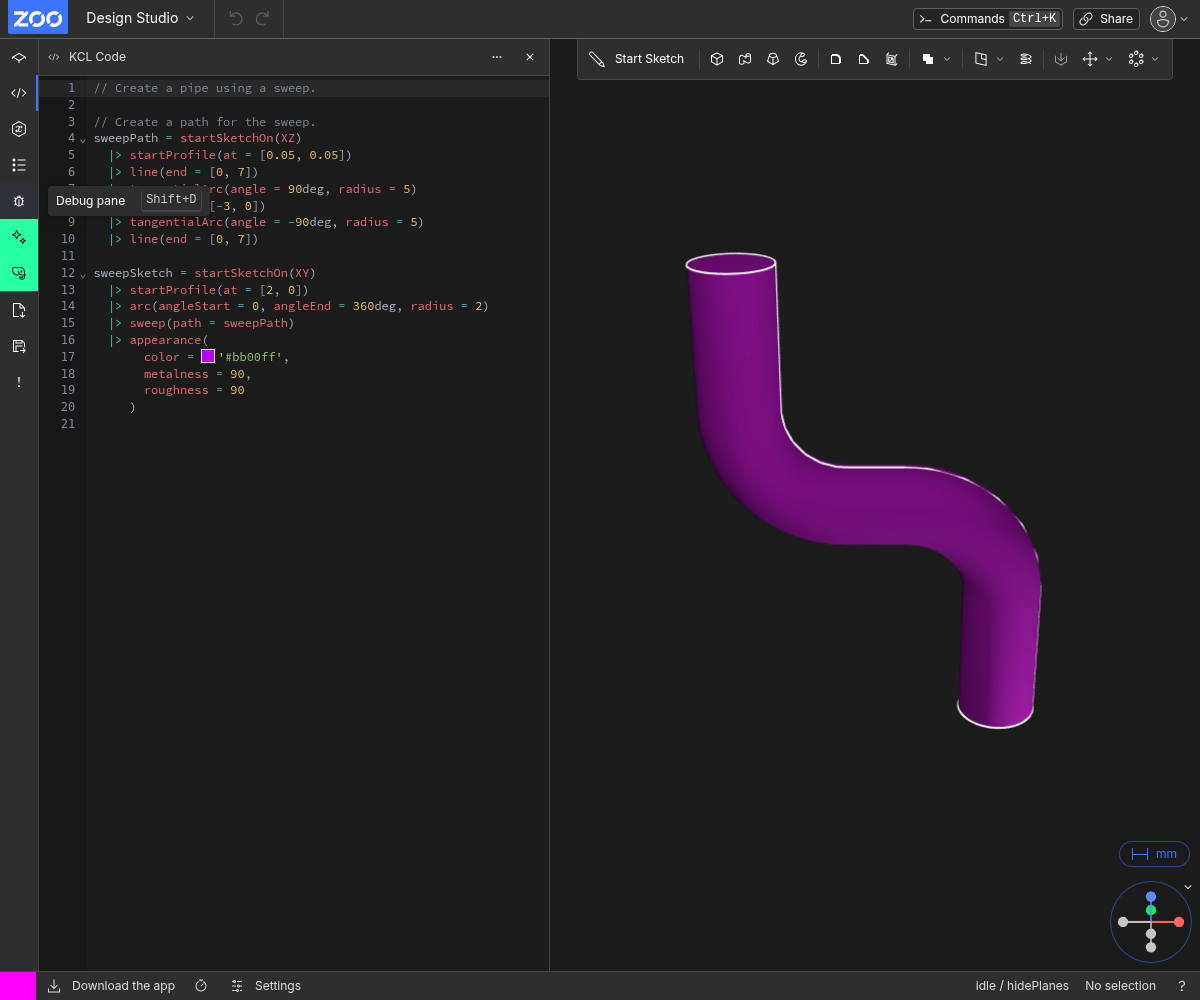 ZOO Design Studio Commands Ctrl+K Share
KCL Code
Start Sketch
1 // Create a pipe using a sweep.
2
3 // Create a path for the sweep.
4 sweepPath = startSketchOn(XZ)
5 |> startProfile(at = [0.05, 0.05])
6 |> line(end = [0, 7])
rc(angle = 90deg, radius = 5)
Debug pane Shift+D
[-3, 0])
9 |> tangentialArc(angle = -90deg, radius = 5)
10 |> line(end = [0, 7])
11
12 sweepSketch = startSketchOn(XY)
13 |> startProfile(at = [2, 0])
14 |> arc(angleStart = 0, angleEnd = 360deg, radius = 2)
15 |> sweep(path = sweepPath)
16 |> appearance(
17 color = '#bb00ff',
18 metalness = 90,
19 roughness = 90
20 )
21
mm
Download the app Settings idle / hidePlanes No selection ?